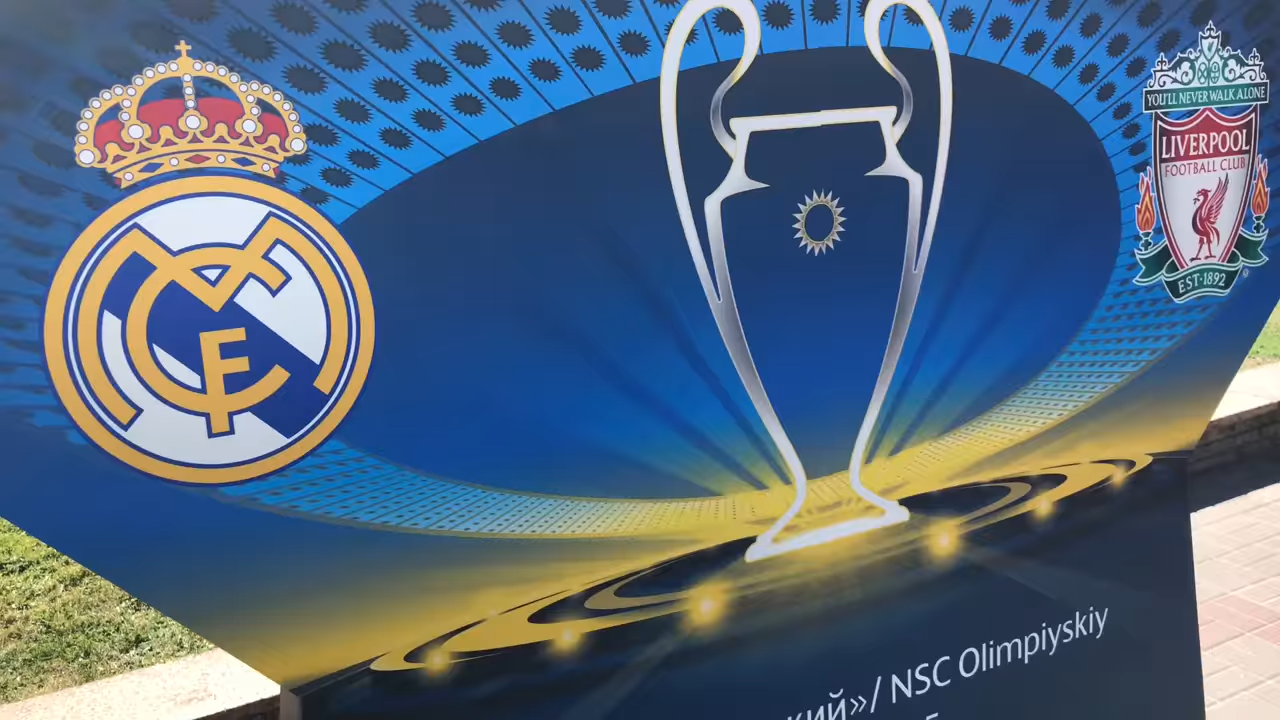 YOU'LL NEVER WALK ALONE
LIVERPOOL
FOOTBALL CLUB
EST·1892
кий»/ NSC Olimpiyskiy